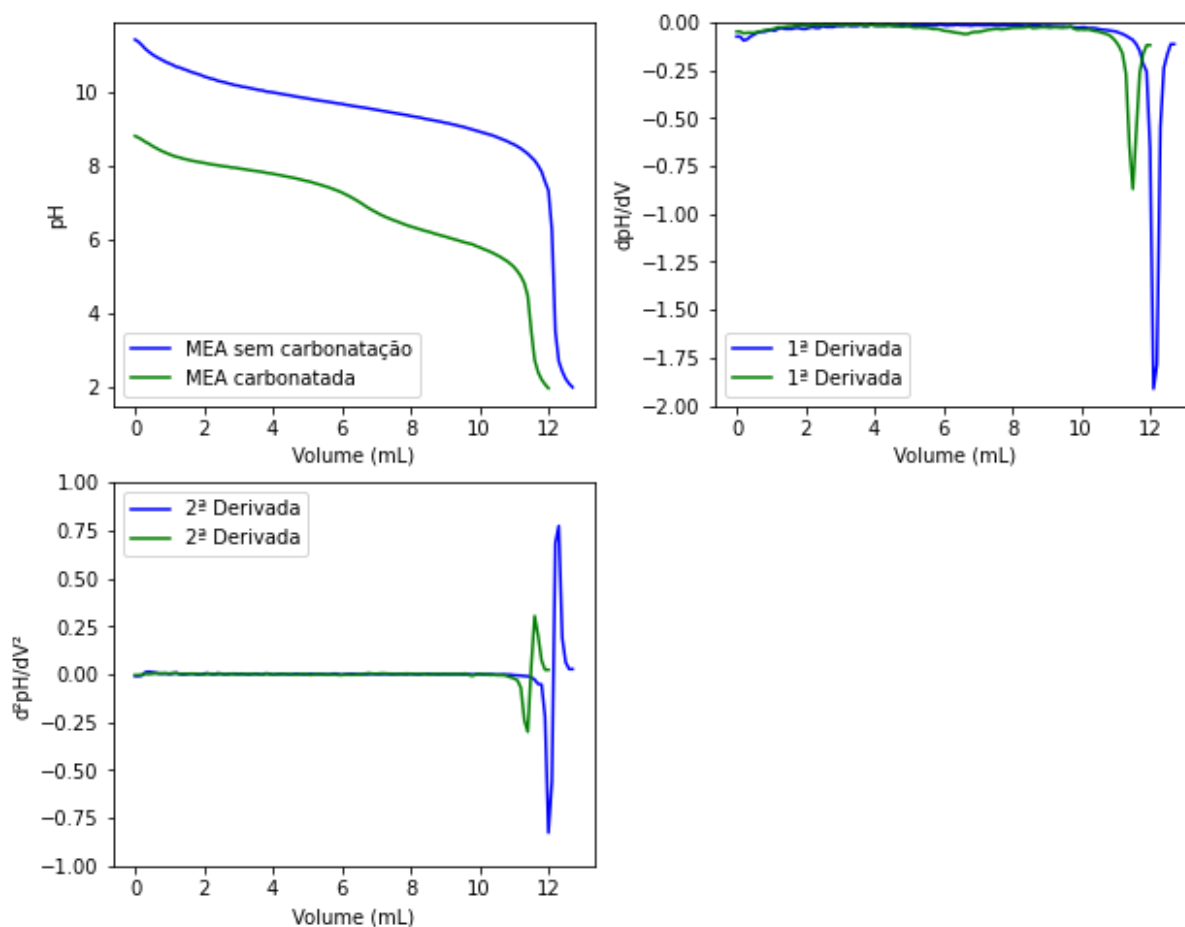 10
8
6
4
2
pH
MEA sem carbonatação
MEA carbonatada
0 2 4 6 8 10 12
Volume (mL)
0.00
−0.25
−0.50
−0.75
−1.00
−1.25
−1.50
−1.75
−2.00
dpH/dV
1ª Derivada
1ª Derivada
0 2 4 6 8 10 12
Volume (mL)
1.00
0.75
0.50
0.25
0.00
−0.25
−0.50
−0.75
−1.00
d²pH/dV²
2ª Derivada
2ª Derivada
0 2 4 6 8 10 12
Volume (mL)